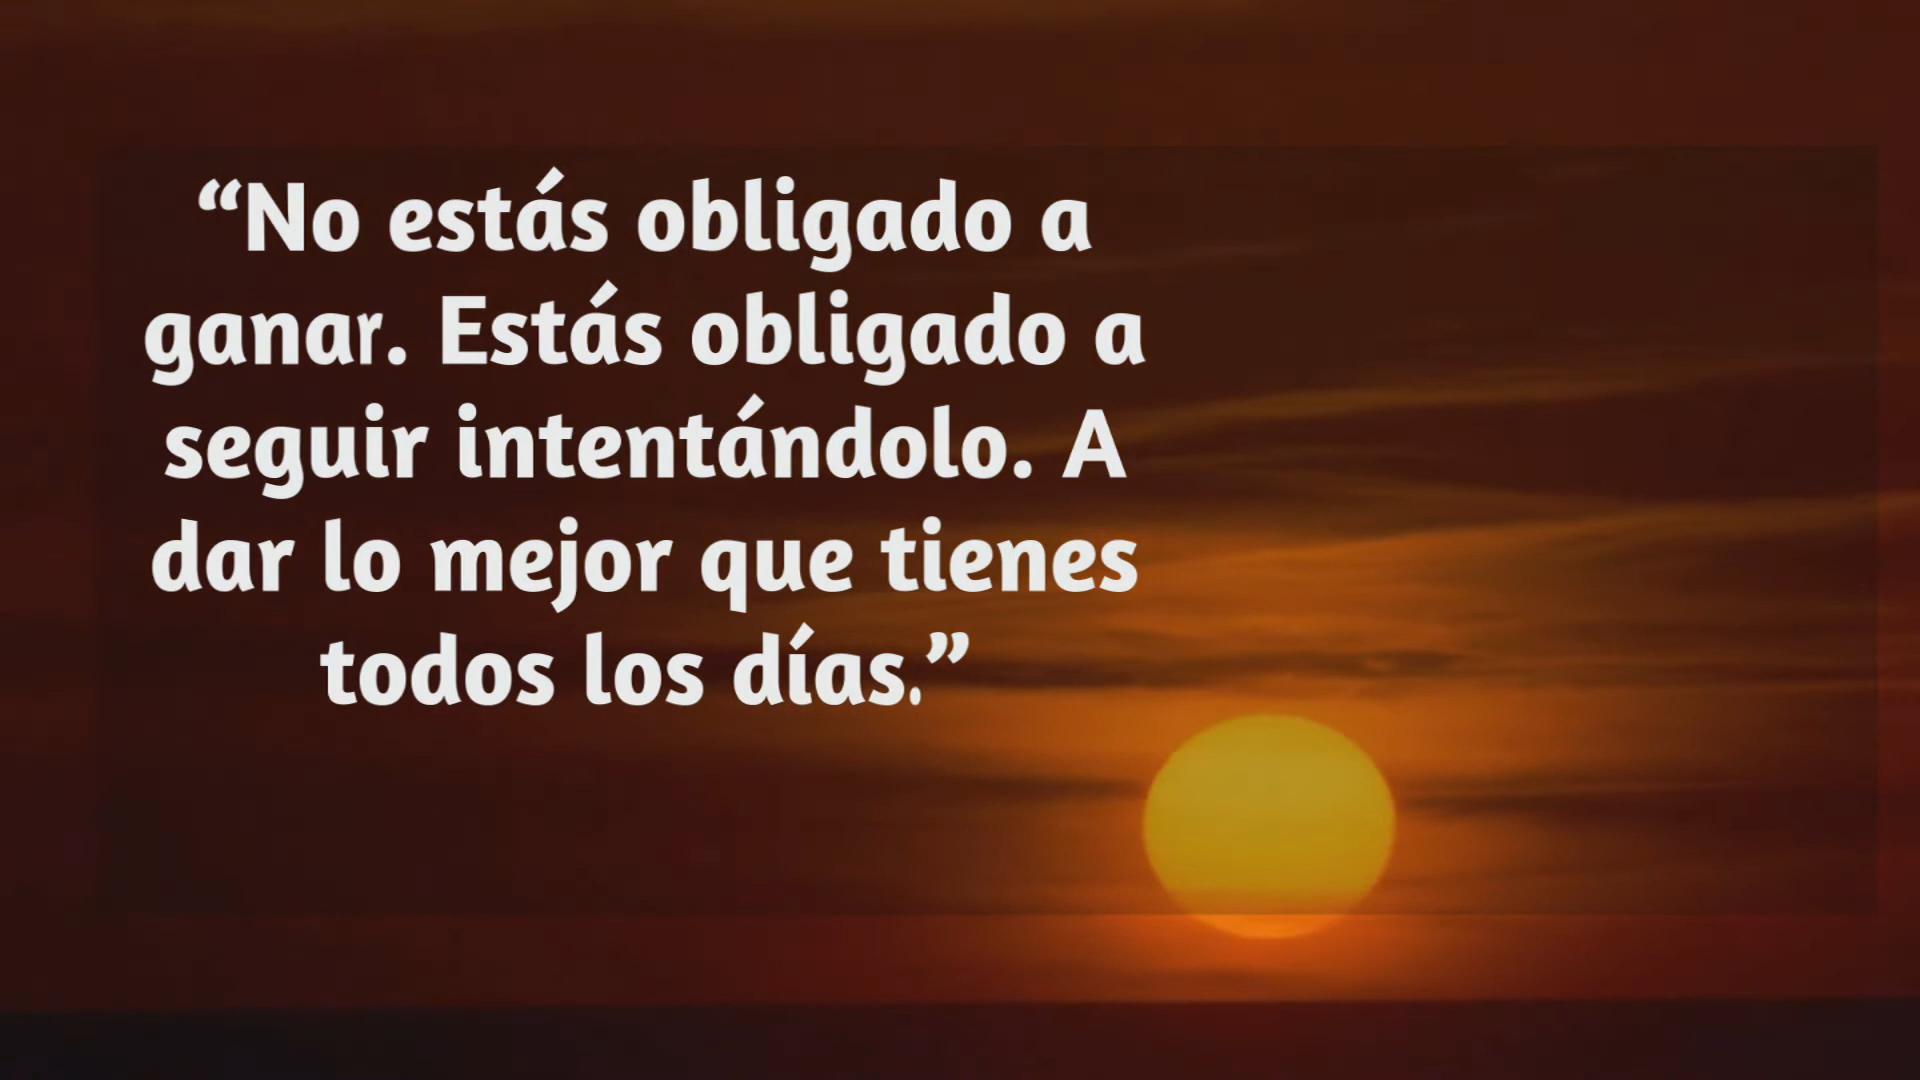 “No estás obligado a
ganar. Estás obligado a
seguir intentándolo. A
dar lo mejor que tienes
todos los días.”